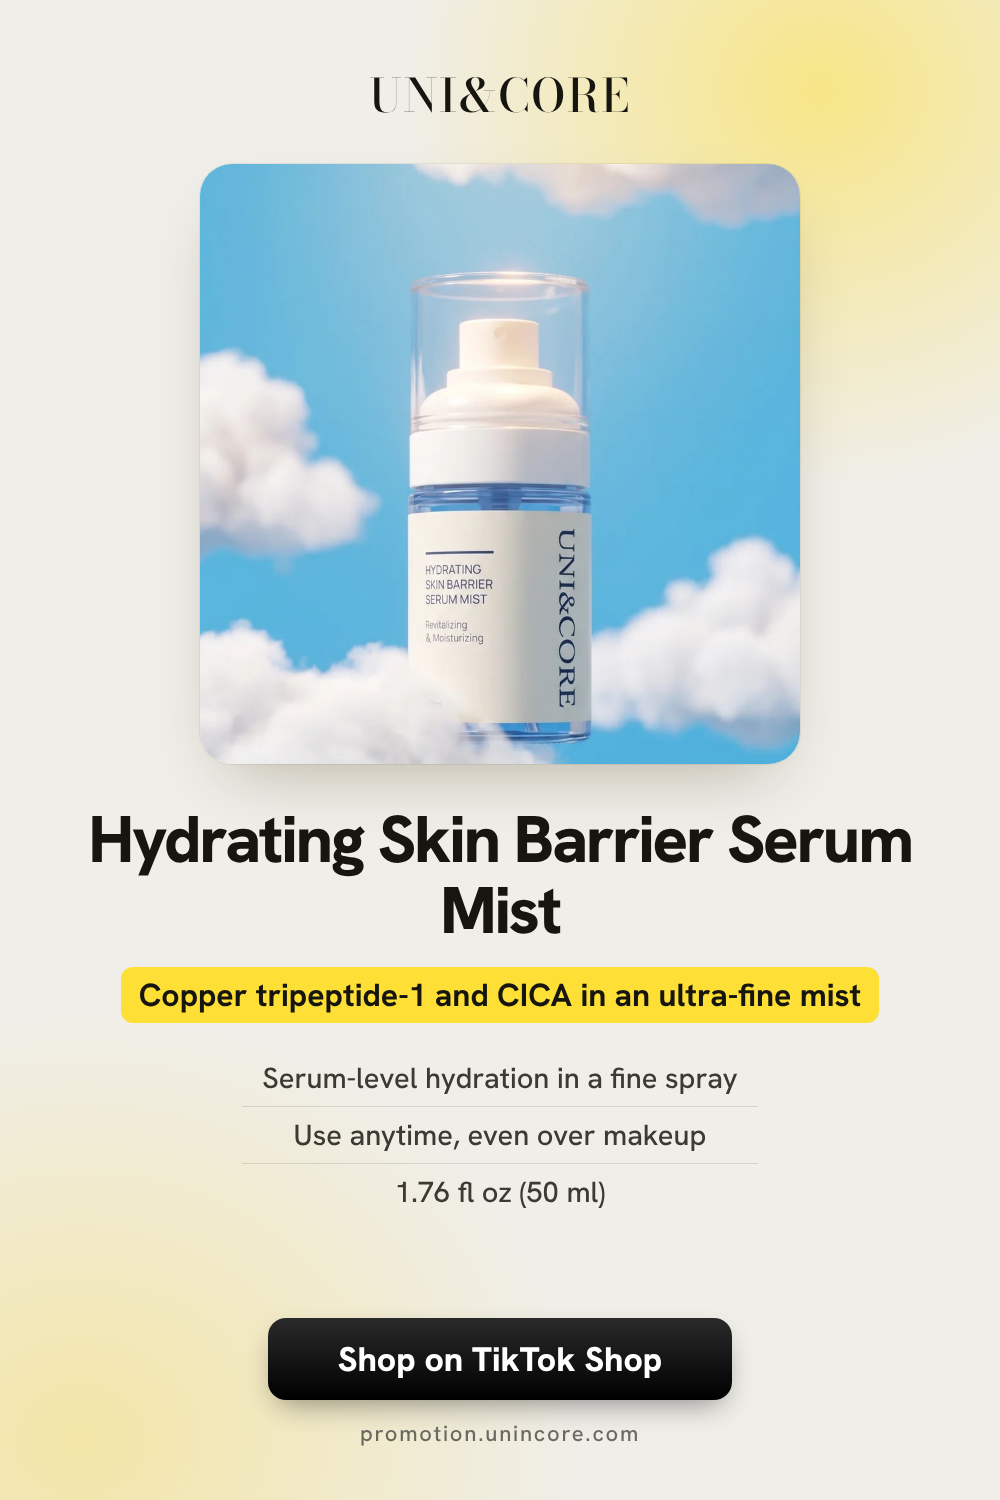 UNI&CORE
HYDRATING
SKIN BARRIER
SERUM MIST
Revitalizing
& Moisturizing
UNI&CORE
Hydrating Skin Barrier Serum
Mist
Copper tripeptide-1 and CICA in an ultra-fine mist
Serum-level hydration in a fine spray
Use anytime, even over makeup
1.76 fl oz (50 ml)
Shop on TikTok Shop
promotion.unincore.com